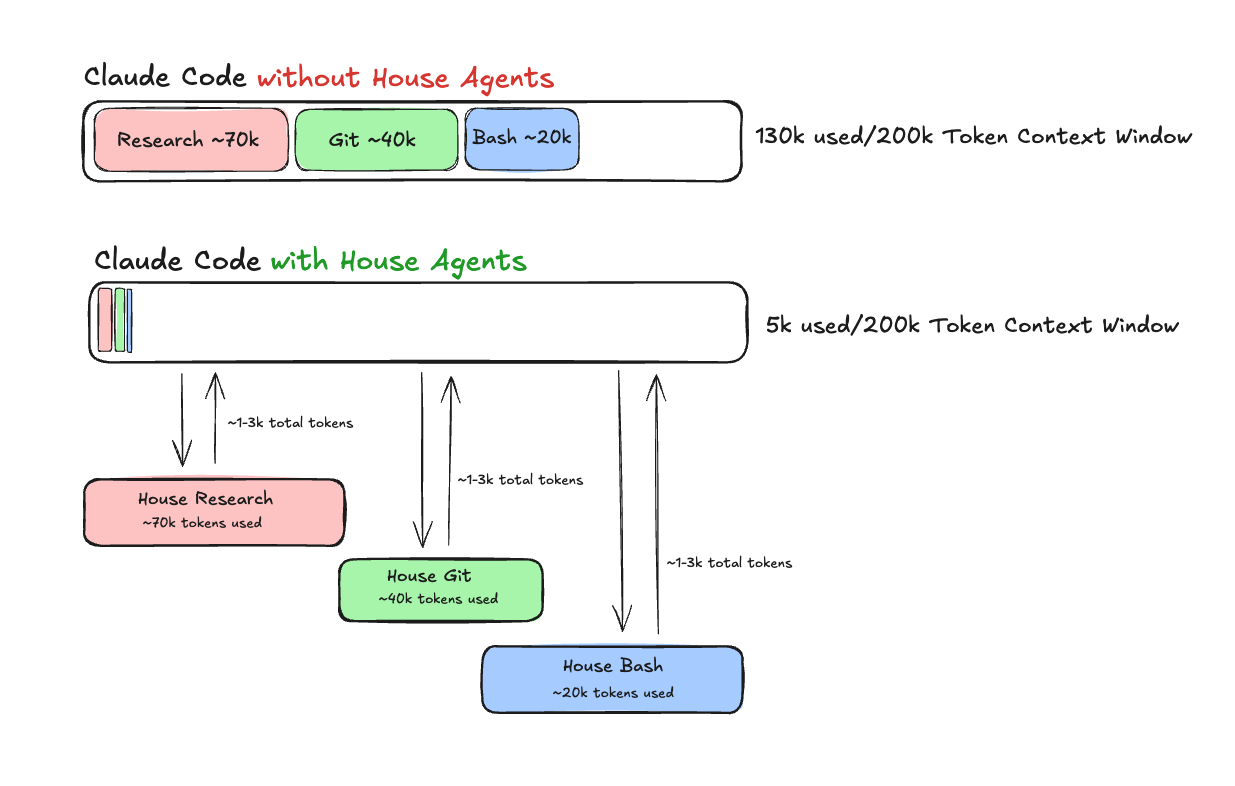 Claude Code without House Agents
Research ~70k
Git ~40k
Bash ~20k
130k used/200k Token Context Window
Claude Code with House Agents
5k used/200k Token Context Window
~1-3k total tokens
~1-3k total tokens
~1-3k total tokens
House Research
~70k tokens used
House Git
~40k tokens used
House Bash
~20k tokens used